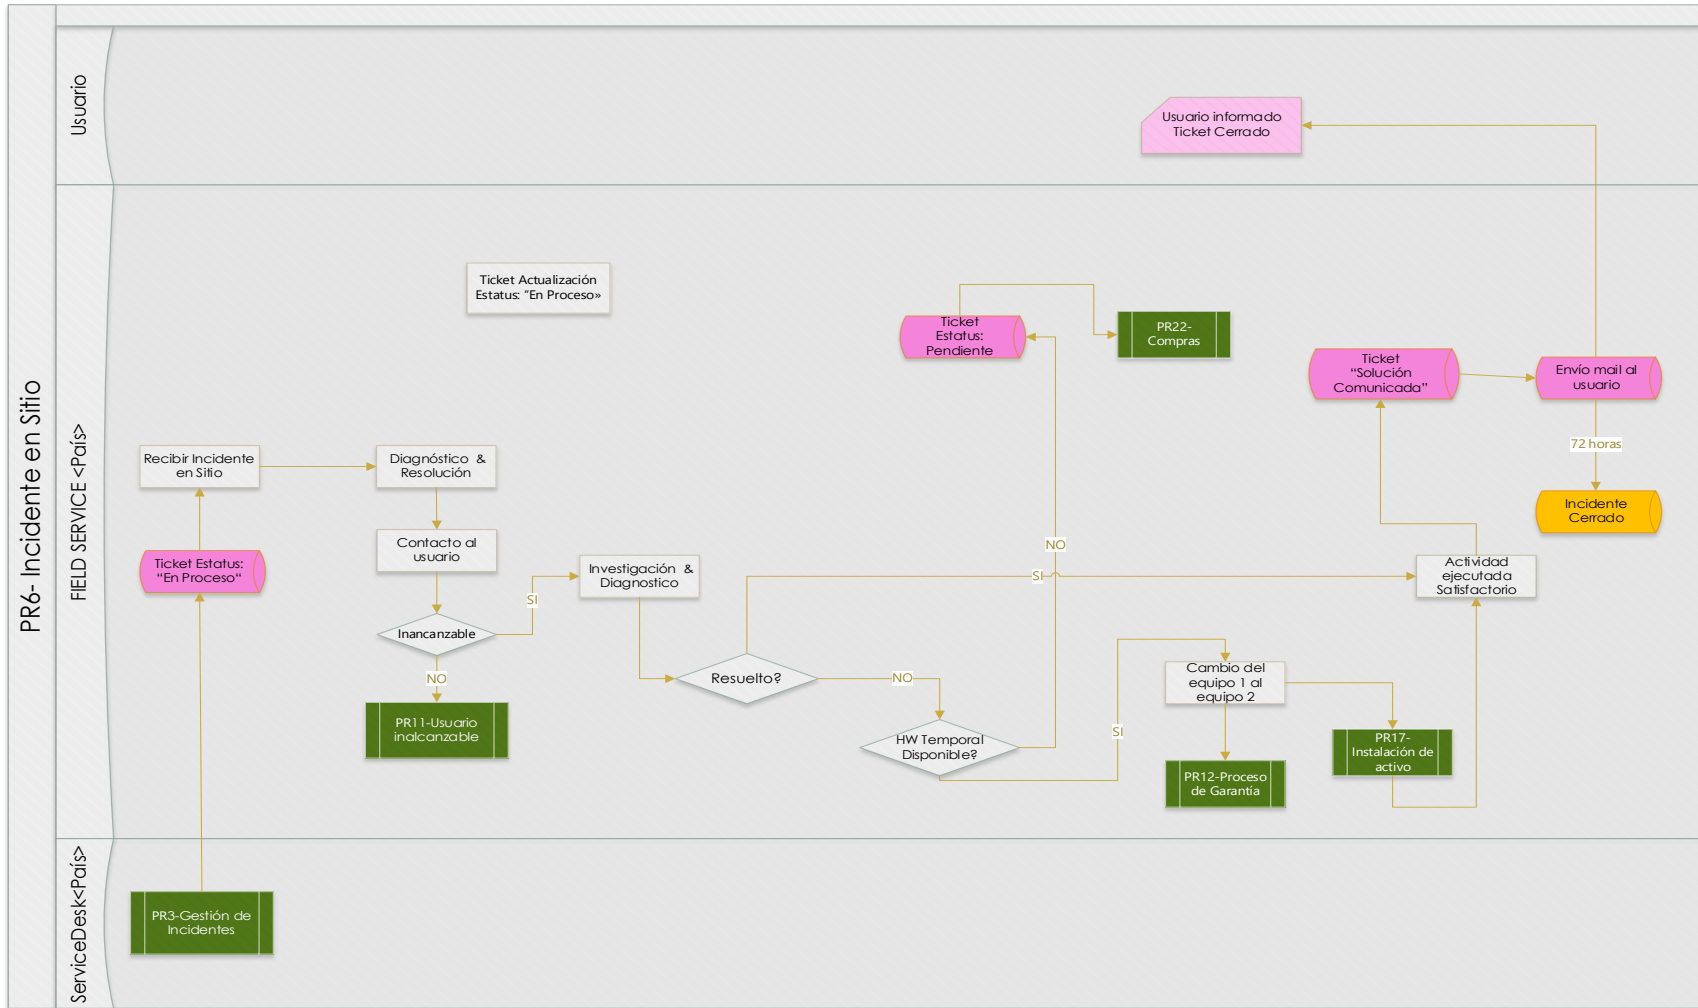 PR6- Incidente en Sitio
Usuario
Usuario informado
Ticket Cerrado
FIELD SERVICE <País>
Ticket Actualización
Estatus: “En Proceso»
Ticket
Estatus:
Pendiente
PR22-
Compras
Ticket
“Solución
Comunicada”
Envío mail al
usuario
72 horas
Incidente
Cerrado
Recibir Incidente
en Sitio
Diagnóstico &
Resolución
Contacto al
usuario
Ticket Estatus:
“En Proceso“
Inancanzable
SI
NO
PR11-Usuario
inalcanzable
Investigación &
Diagnostico
Resuelto?
SI
NO
NO
HW Temporal
Disponible?
SI
Cambio del
equipo 1 al
equipo 2
PR12-Proceso
de Garantía
PR17-
Instalación de
activo
Actividad
ejecutada
Satisfactorio
ServiceDesk<País>
PR3-Gestión de
Incidentes